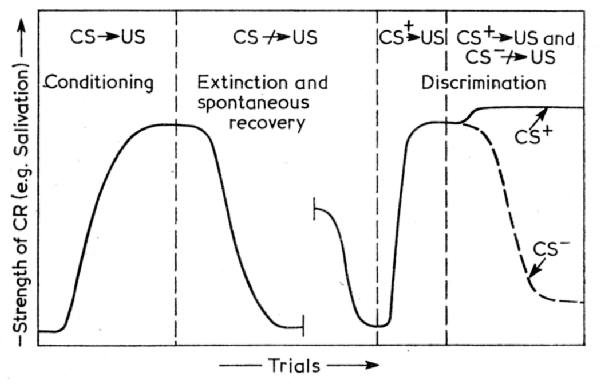 CS→US
CS↛US
CS⁺→US
CS⁺→US and
CS⁻↛US
Conditioning
Extinction and
spontaneous
recovery
Discrimination
CS⁺
CS⁻
Strength of CR (e.g. Salivation)
Trials